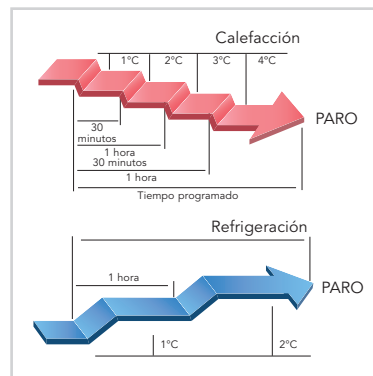 Calefacción
1°C 2°C 3°C 4°C
PARO
30
minutos
1 hora
30 minutos
1 hora
Tiempo programado
Refrigeración
1 hora
PARO
1°C 2°C